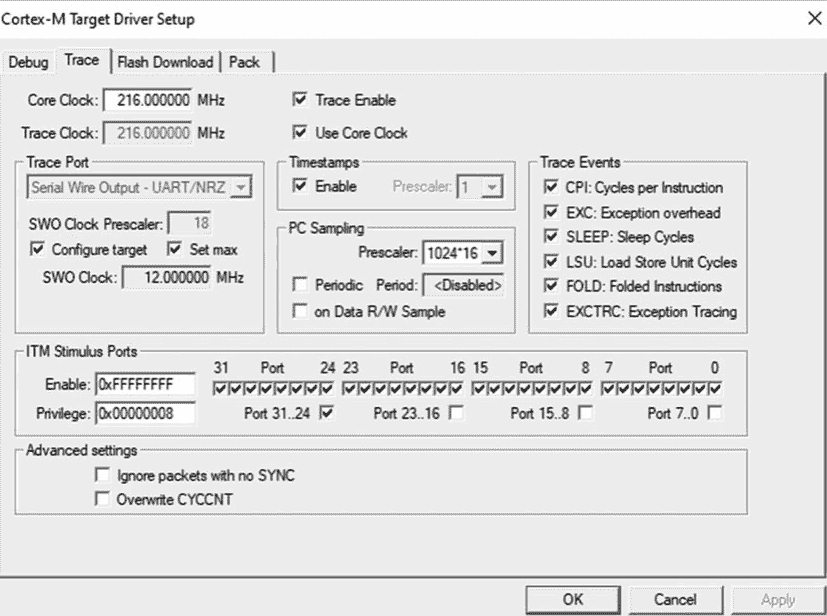 Cortex-M Target Driver Setup
Debug Trace Flash Download Pack
Core Clock: 216.000000 MHz Trace Enable
Trace Clock: 216.000000 MHz Use Core Clock
Trace Port Timestamps Trace Events
Serial Wire Output - UART/NRZ Enable Prescaler: 1 CPI: Cycles per Instruction
SWO Clock Prescaler: 18 EXC: Exception overhead
PC Sampling SLEEP: Sleep Cycles
Configure target Set max Prescaler: 1024*16 LSU: Load Store Unit Cycles
SWO Clock: 12.000000 MHz Periodic Period: <Disabled> FOLD: Folded Instructions
on Data R/W Sample EXCTRC: Exception Tracing
ITM Stimulus Ports
31 Port 24 23 Port 16 15 Port 8 7 Port 0
Enable: 0xFFFFFFFF
Privilege: 0x00000008 Port 31..24 Port 23..16 Port 15..8 Port 7..0
Advanced settings
Ignore packets with no SYNC
Overwrite CYCCNT
OK Cancel Apply